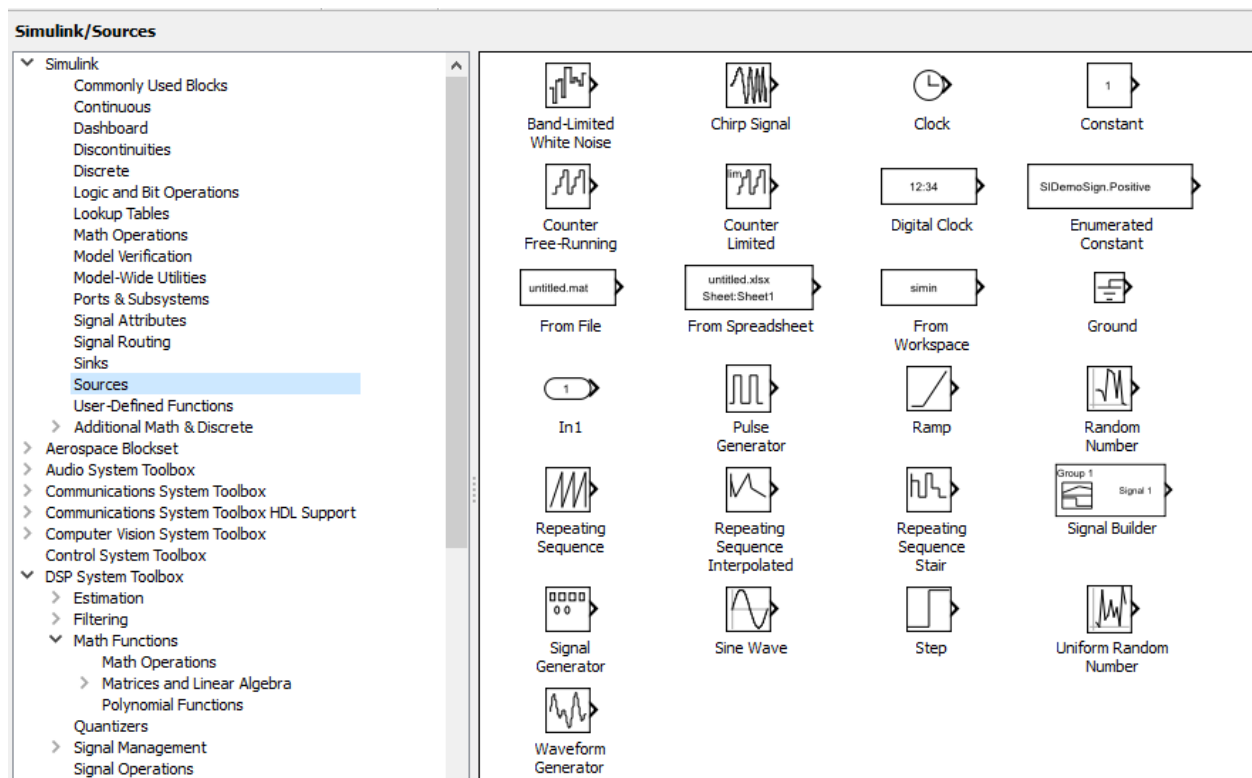 Simulink/Sources
Simulink
Commonly Used Blocks
Continuous
Dashboard
Discontinuities
Discrete
Logic and Bit Operations
Lookup Tables
Math Operations
Model Verification
Model-Wide Utilities
Ports & Subsystems
Signal Attributes
Signal Routing
Sinks
Sources
User-Defined Functions
Additional Math & Discrete
Aerospace Blockset
Audio System Toolbox
Communications System Toolbox
Communications System Toolbox HDL Support
Computer Vision System Toolbox
Control System Toolbox
DSP System Toolbox
Estimation
Filtering
Math Functions
Math Operations
Matrices and Linear Algebra
Polynomial Functions
Quantizers
Signal Management
Signal Operations
Band-Limited
White Noise
Chirp Signal
Clock
1
Constant
Counter
Free-Running
lim
Counter
Limited
12:34
Digital Clock
SlDemoSign.Positive
Enumerated
Constant
untitled.mat
From File
untitled.xlsx
Sheet:Sheet1
From Spreadsheet
simin
From
Workspace
Ground
1
In1
Pulse
Generator
Ramp
Random
Number
Repeating
Sequence
Repeating
Sequence
Interpolated
Repeating
Sequence
Stair
Group 1
Signal 1
Signal Builder
Signal
Generator
Sine Wave
Step
Uniform Random
Number
Waveform
Generator